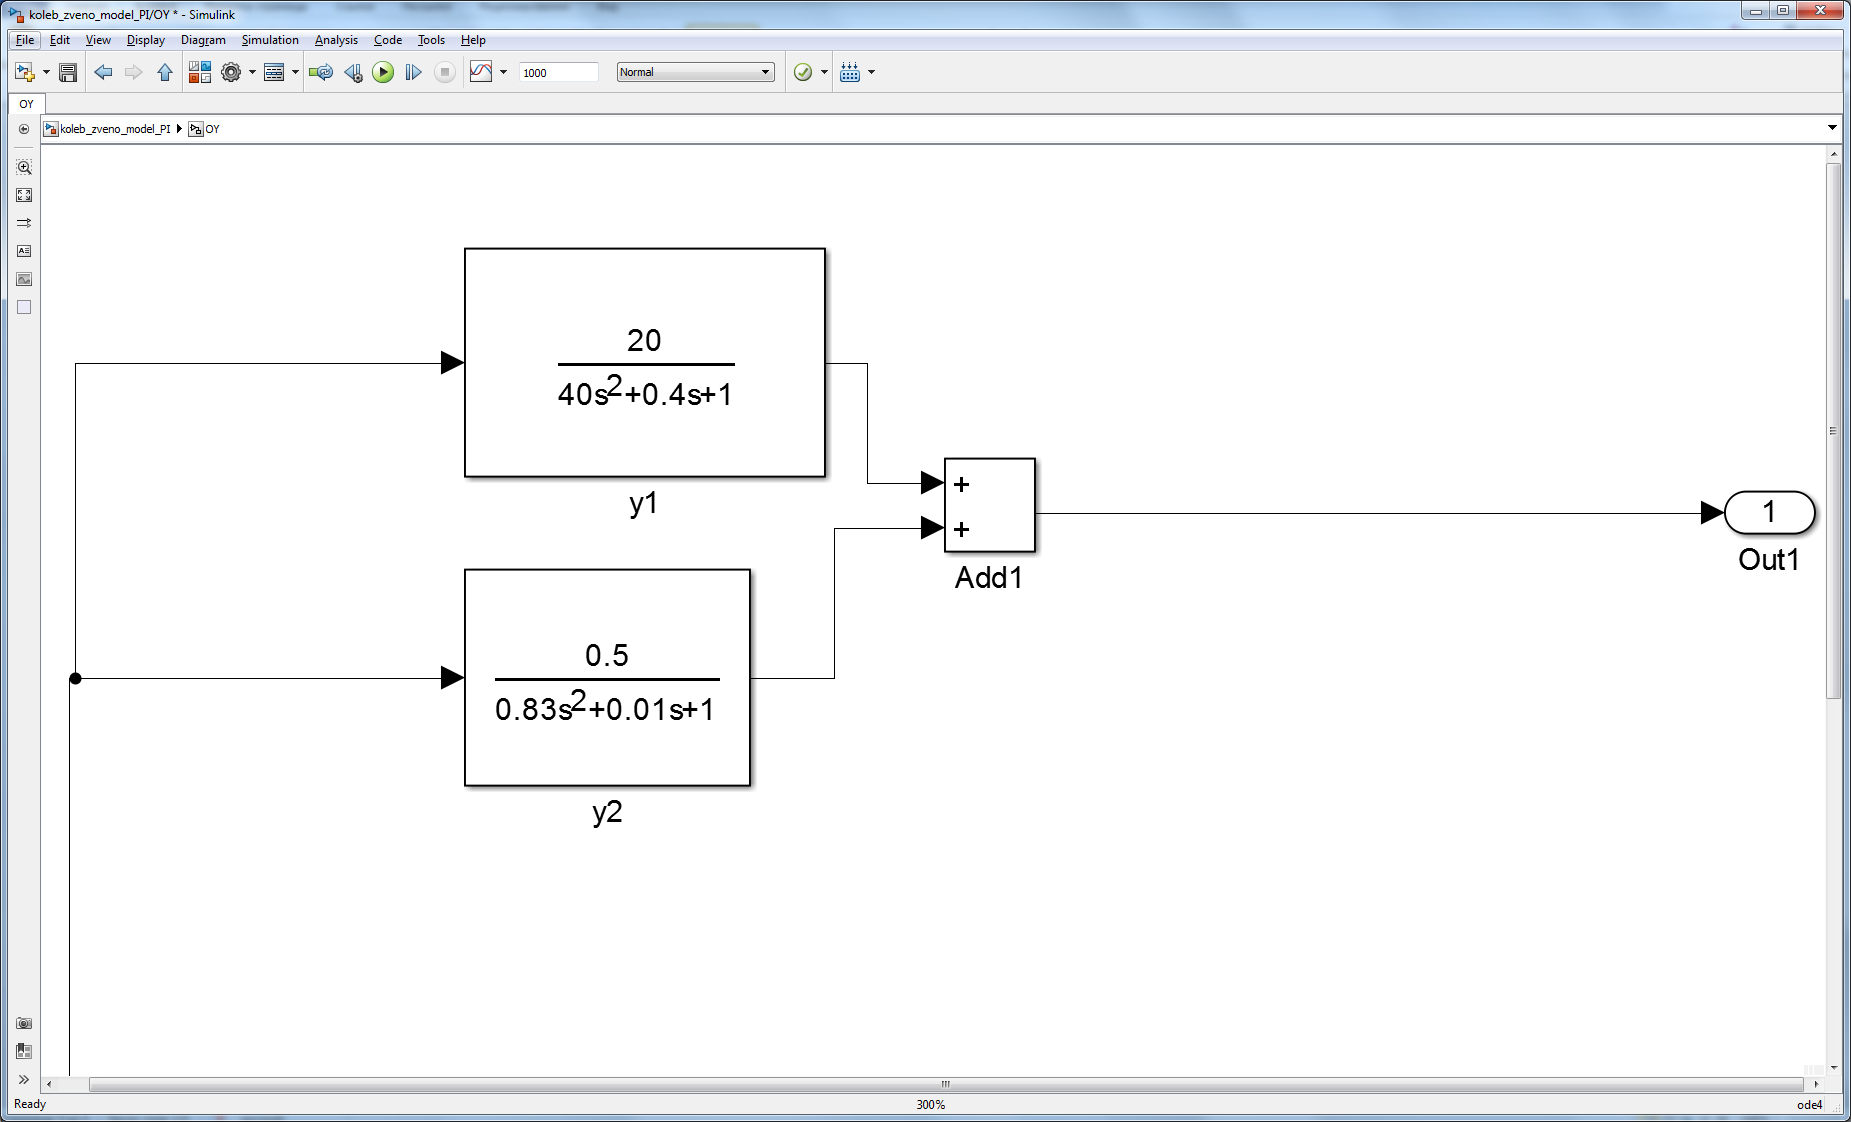 koleb_zveno_model_PI/OY * - Simulink
File Edit View Display Diagram Simulation Analysis Code Tools Help
1000 Normal
OY
koleb_zveno_model_PI OY
20
40s2+0.4s+1
y1
+
+
Add1
1
Out1
0.5
0.83s2+0.01s+1
y2
Ready 300% ode4